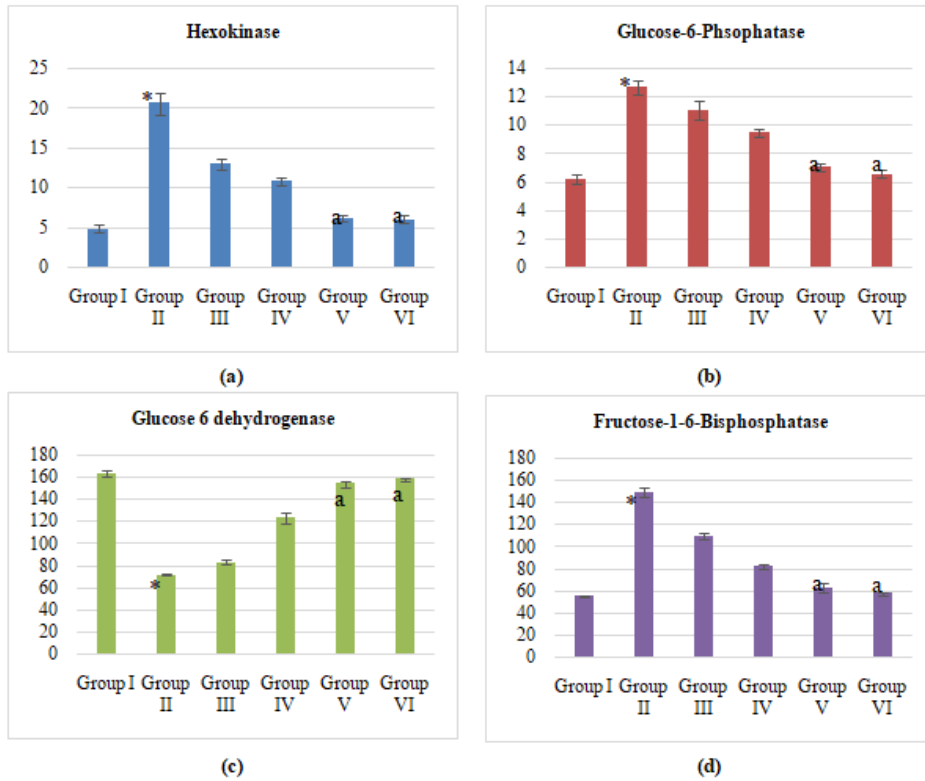 Hexokinase
25
20
15
10
5
0
*
a
a
Group I Group II Group III Group IV Group V Group VI
(a)
Glucose-6-Phsophatase
14
12
10
8
6
4
2
0
*
a
a
Group I Group II Group III Group IV Group V Group VI
(b)
Glucose 6 dehydrogenase
180
160
140
120
100
80
60
40
20
0
*
a
a
Group I Group II Group III Group IV Group V Group VI
(c)
Fructose-1-6-Bisphosphatase
180
160
140
120
100
80
60
40
20
0
*
a
a
Group I Group II Group III Group IV Group V Group VI
(d)